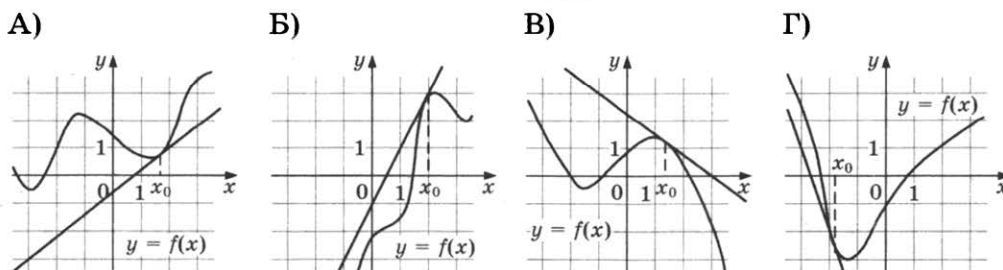 А) Б) В) Г)
y y y y
y = f(x)
1 1 1 1
x₀
0 1 x₀ x 0 1 x₀ x 0 1 x₀ x 0 1 x
y = f(x) y = f(x) y = f(x)